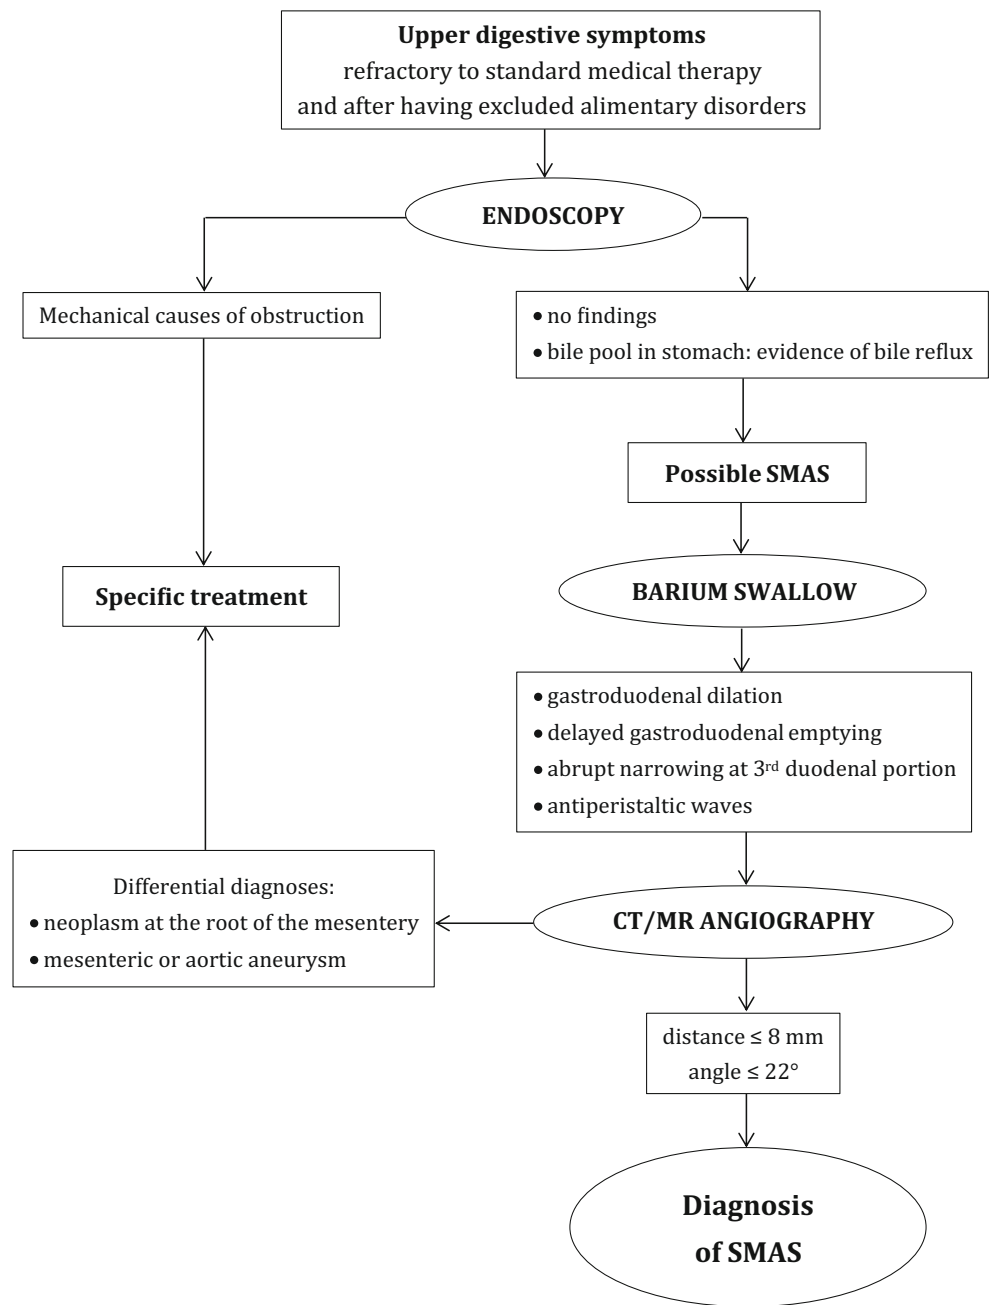 Upper digestive symptoms
refractory to standard medical therapy
and after having excluded alimentary disorders
ENDOSCOPY
Mechanical causes of obstruction
• no findings
• bile pool in stomach: evidence of bile reflux
Possible SMAS
BARIUM SWALLOW
Specific treatment
• gastroduodenal dilation
• delayed gastroduodenal emptying
• abrupt narrowing at 3rd duodenal portion
• antiperistaltic waves
Differential diagnoses:
• neoplasm at the root of the mesentery
• mesenteric or aortic aneurysm
CT/MR ANGIOGRAPHY
distance ≤ 8 mm
angle ≤ 22°
Diagnosis
of SMAS